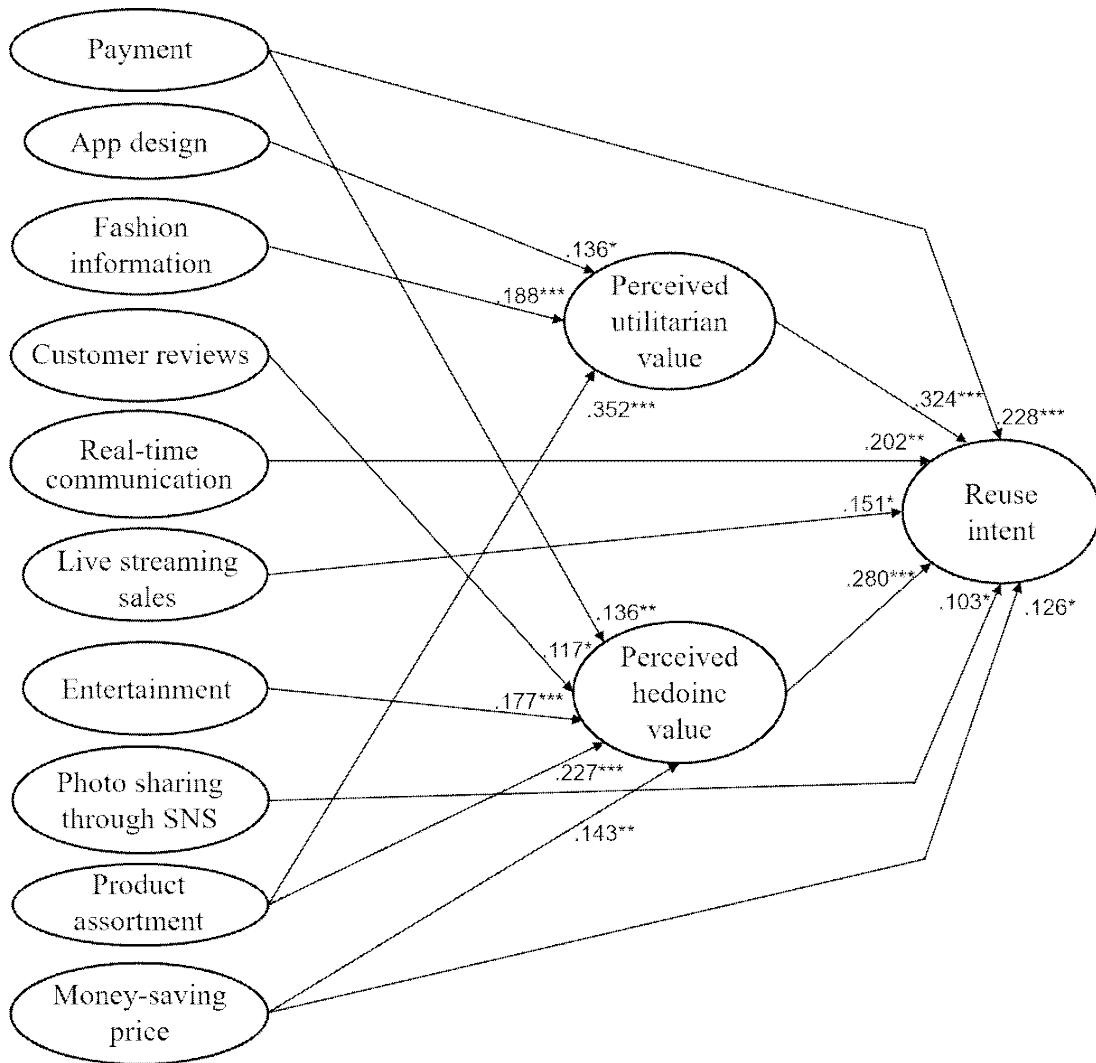 Payment
App design
Fashion
information
Customer reviews
Real-time
communication
Live streaming
sales
Entertainment
Photo sharing
through SNS
Product
assortment
Money-saving
price
.136*
.188***
Perceived
utilitarian
value
.352***
.324***
.228***
.202**
.151*
Reuse
intent
.280***
.103*
.126*
.136**
.117*
.177***
Perceived
hedoinc
value
.227***
.143**